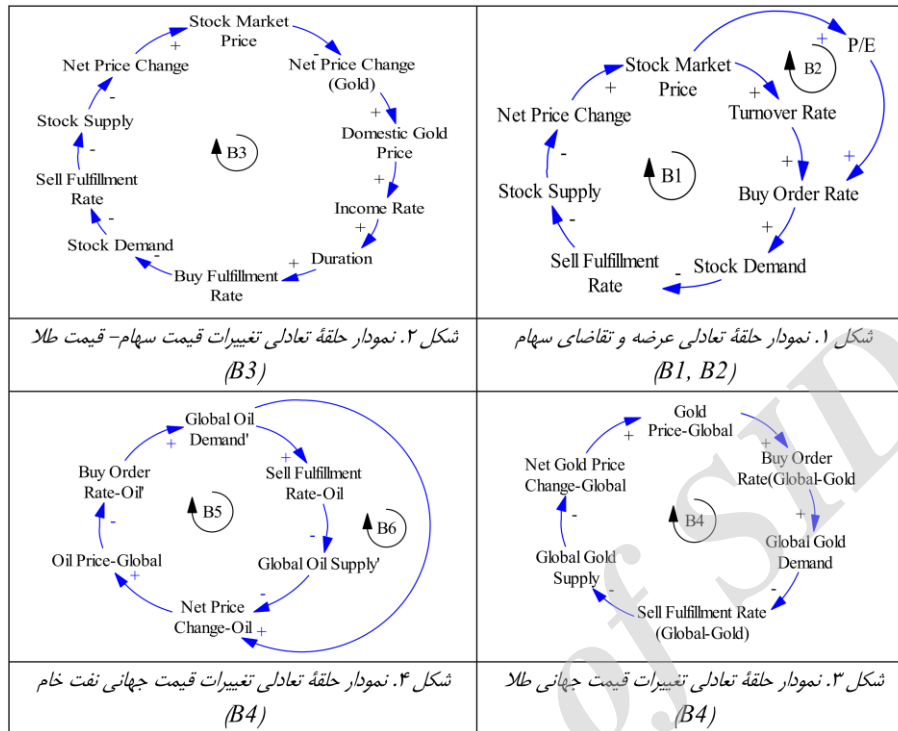 Stock Market
Price
-
Net Price Change
(Gold)
+
Domestic Gold
Price
+
Income Rate
+
Duration
+
Buy Fulfillment
Rate
-
Stock Demand
-
Sell Fulfillment
Rate
-
Stock Supply
-
Net Price Change
+
B3
شکل ۲. نمودار حلقهٔ تعادلی تغییرات قیمت سهام– قیمت طلا
(B3)
Stock Market
Price
+
P/E
+
Turnover Rate
+
+
Buy Order Rate
+
Stock Demand
-
Sell Fulfillment
Rate
-
Stock Supply
-
Net Price Change
+
B1
B2
شکل ۱. نمودار حلقهٔ تعادلی عرضه و تقاضای سهام
(B1, B2)
Global Oil
Demand'
+
Sell Fulfillment
Rate-Oil
-
Global Oil Supply'
-
Net Price
Change-Oil
+
+
Oil Price-Global
-
Buy Order
Rate-Oil'
+
B5
B6
شکل ۴. نمودار حلقهٔ تعادلی تغییرات قیمت جهانی نفت خام
(B4)
Gold
Price-Global
+
Buy Order
Rate(Global-Gold
+
Global Gold
Demand
-
Sell Fulfillment Rate
(Global-Gold)
-
Global Gold
Supply
-
Net Gold Price
Change-Global
+
B4
شکل ۳. نمودار حلقهٔ تعادلی تغییرات قیمت جهانی طلا
(B4)
of SID